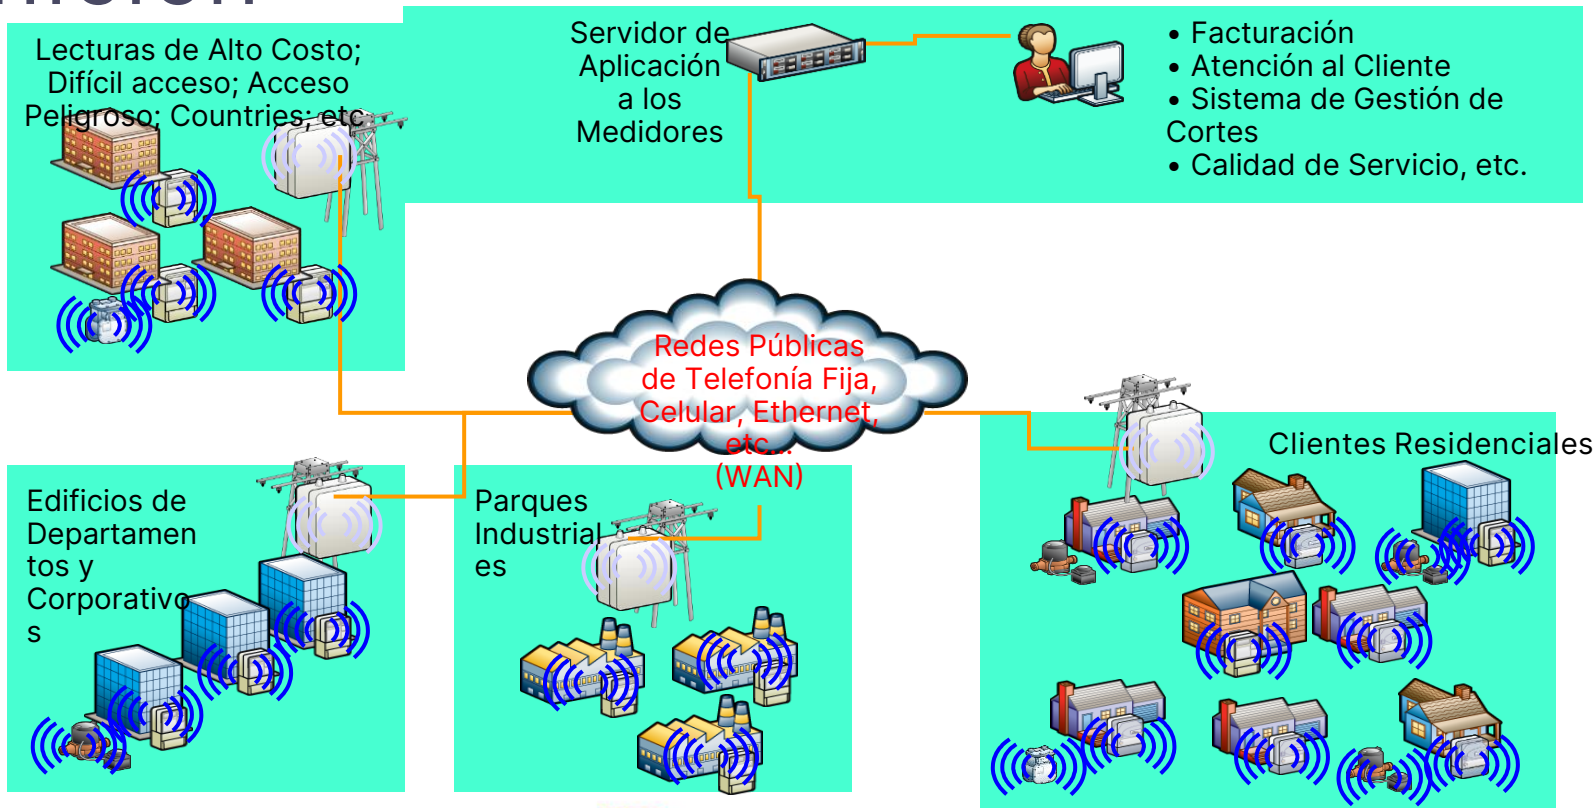 Lecturas de Alto Costo;
Difícil acceso; Acceso
Peligroso; Countries; etc
Servidor de
Aplicación
a los
Medidores
• Facturación
• Atención al Cliente
• Sistema de Gestión de
Cortes
• Calidad de Servicio, etc.
Redes Públicas
de Telefonía Fija,
Celular, Ethernet,
etc...
(WAN)
Clientes Residenciales
Edificios de
Departamen
tos y
Corporativo
s
Parques
Industrial
es